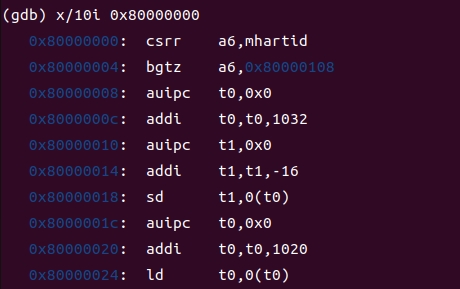 (gdb) x/10i 0x80000000
0x80000000: csrr a6,mhartid
0x80000004: bgtz a6,0x80000108
0x80000008: auipc t0,0x0
0x8000000c: addi t0,t0,1032
0x80000010: auipc t1,0x0
0x80000014: addi t1,t1,-16
0x80000018: sd t1,0(t0)
0x8000001c: auipc t0,0x0
0x80000020: addi t0,t0,1020
0x80000024: ld t0,0(t0)